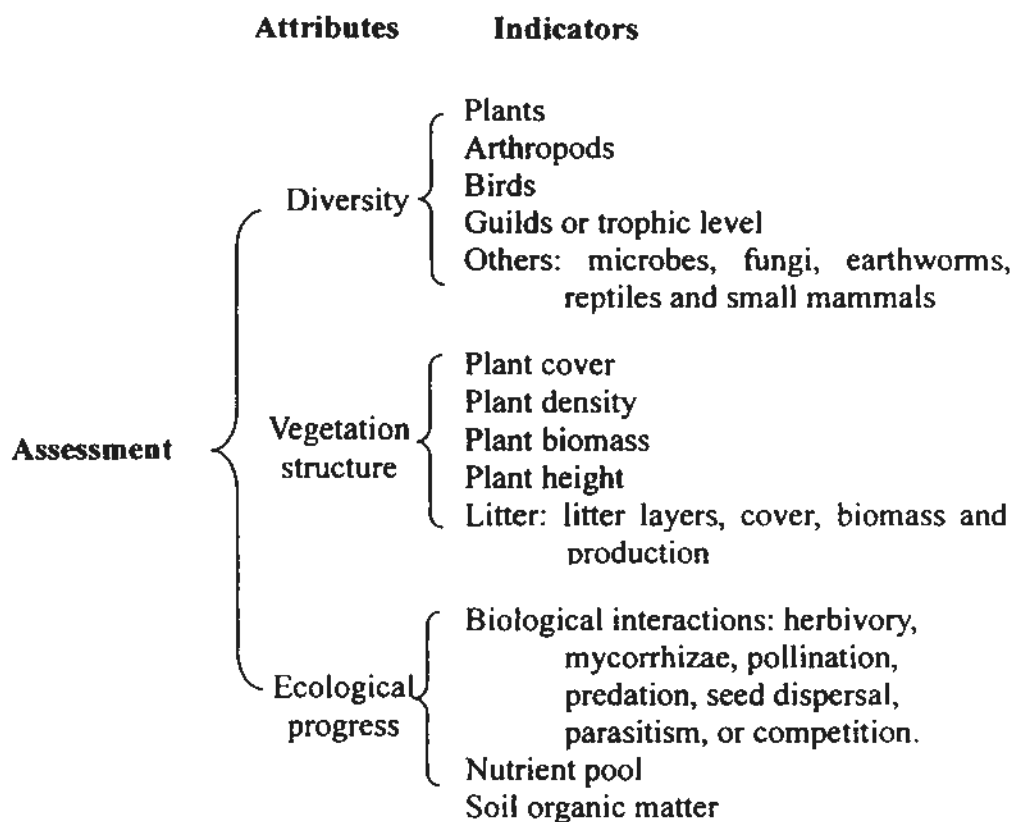 Attributes Indicators
Plants
Arthropods
Birds
Diversity
Guilds or trophic level
Others: microbes, fungi, earthworms,
reptiles and small mammals
Plant cover
Plant density
Vegetation
structure
Assessment
Plant biomass
Plant height
Litter: litter layers, cover, biomass and
production
Biological interactions: herbivory,
mycorrhizae, pollination,
predation, seed dispersal,
parasitism, or competition.
Ecological
progress
Nutrient pool
Soil organic matter